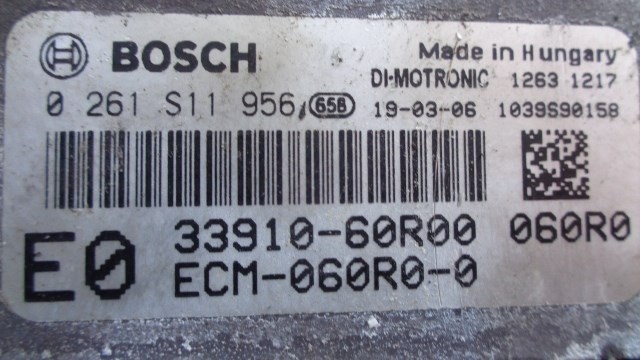 BOSCH Made in Hungary
DI-MOTRONIC 1263 1217
0 261 S11 956 658 19-03-06 1039S90158
E0 33910-60R00 060R0
ECM-060R0-0